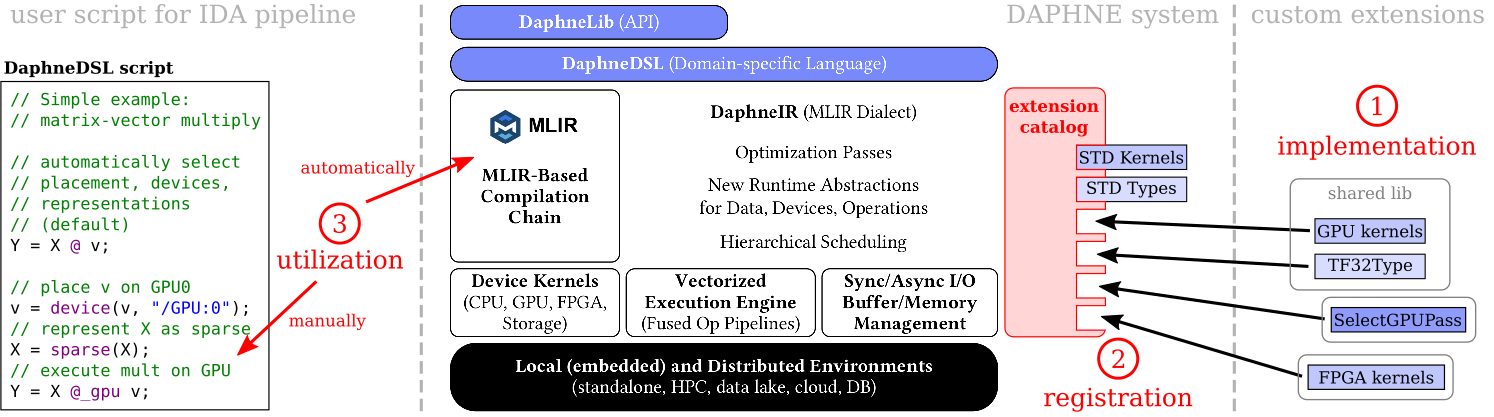 user script for IDA pipeline
DaphneDSL script
// Simple example:
// matrix-vector multiply
// automatically select
// placement, devices,
// representations
// (default)
Y = X @ v;
// place v on GPU0
v = device(v, "/GPU:0");
// represent X as sparse
X = sparse(X);
// execute mult on GPU
Y = X @_gpu v;
automatically
3
utilization
manually
DAPHNE system
DaphneLib (API)
DaphneDSL (Domain-specific Language)
MLIR
MLIR-Based
Compilation
Chain
DaphneIR (MLIR Dialect)
Optimization Passes
New Runtime Abstractions
for Data, Devices, Operations
Hierarchical Scheduling
Device Kernels
(CPU, GPU, FPGA,
Storage)
Vectorized
Execution Engine
(Fused Op Pipelines)
Sync/Async I/O
Buffer/Memory
Management
Local (embedded) and Distributed Environments
(standalone, HPC, data lake, cloud, DB)
extension
catalog
STD Kernels
STD Types
2
registration
custom extensions
1
implementation
shared lib
GPU kernels
TF32Type
SelectGPUPass
FPGA kernels